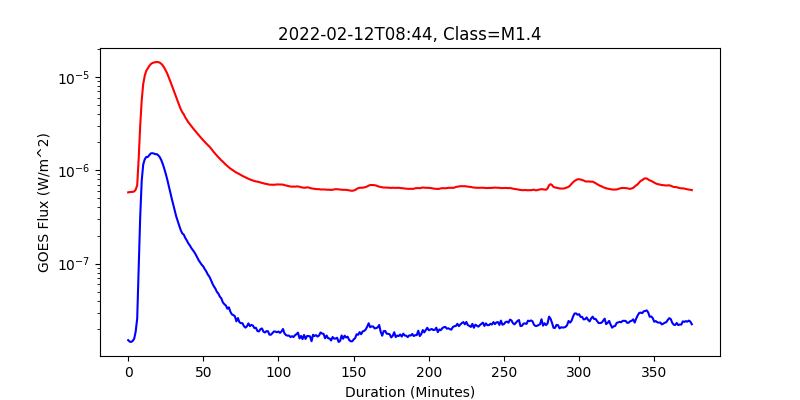 2022-02-12T08:44, Class=M1.4
GOES Flux (W/m^2)
10⁻⁵
10⁻⁶
10⁻⁷
0 50 100 150 200 250 300 350
Duration (Minutes)